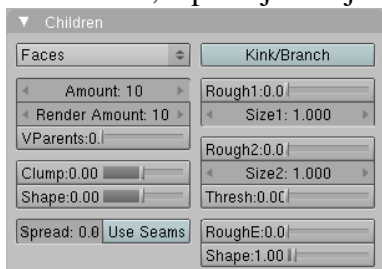 Children
Faces
Kink/Branch
Amount: 10
Render Amount: 10
VParents:0.
Clump:0.00
Shape:0.00
Spread: 0.0 Use Seams
Rough1:0.0
Size1: 1.000
Rough2:0.0
Size2: 1.000
Thresh:0.0
RoughE:0.0
Shape:1.00